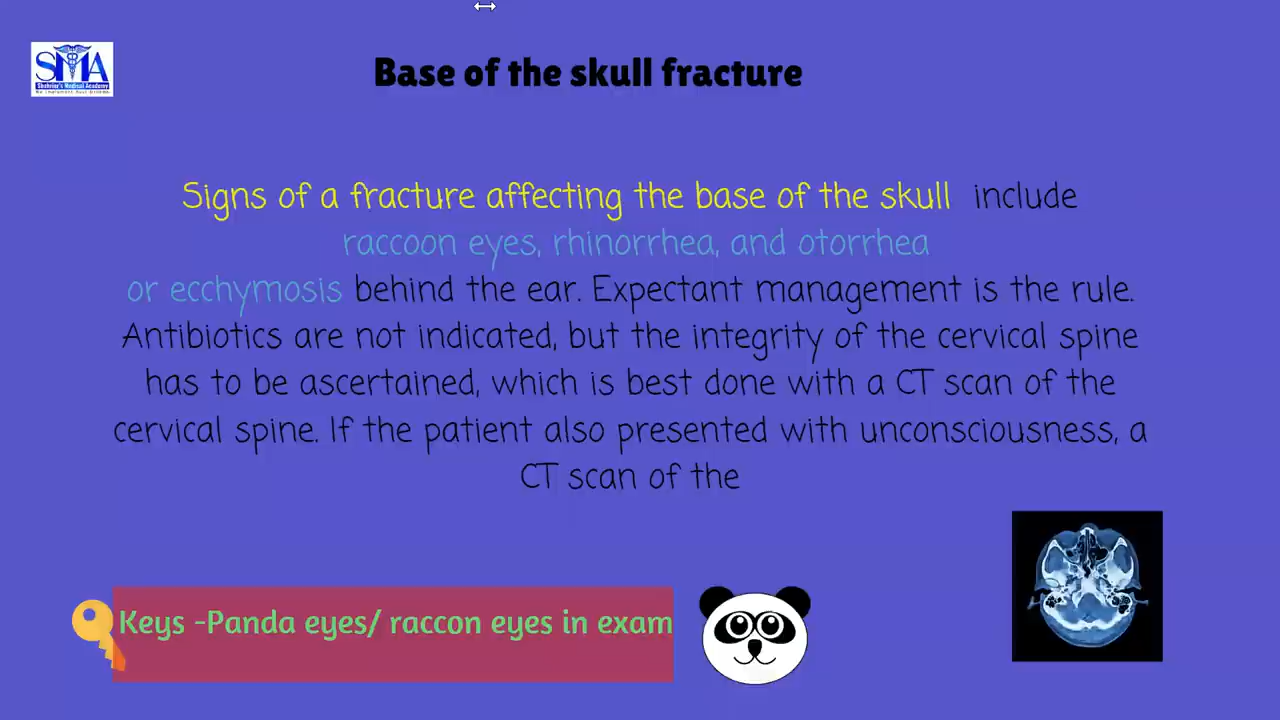 SMA
Shahriar's Medical Academy
Base of the skull fracture
Signs of a fracture affecting the base of the skull include
raccoon eyes, rhinorrhea, and otorrhea
or ecchymosis behind the ear. Expectant management is the rule.
Antibiotics are not indicated, but the integrity of the cervical spine
has to be ascertained, which is best done with a CT scan of the
cervical spine. If the patient also presented with unconsciousness, a
CT scan of the
Keys -Panda eyes/ raccon eyes in exam